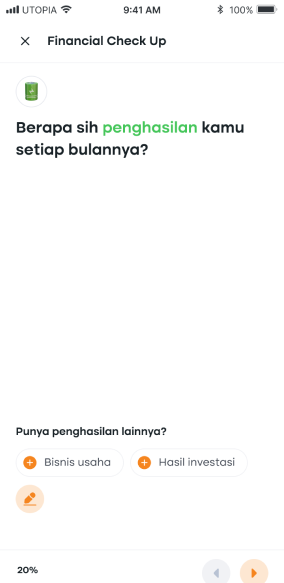 UTOPIA 9:41 AM 100%
Financial Check Up
Berapa sih penghasilan kamu
setiap bulannya?
Punya penghasilan lainnya?
Bisnis usaha Hasil investasi
20%